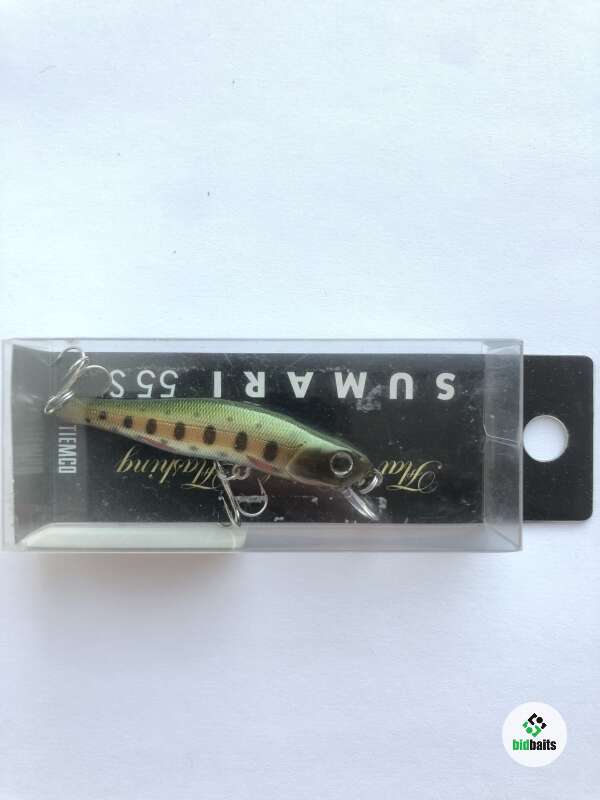 SUMARI 55S
Flat Flashing
TIEMCO
bidbaits